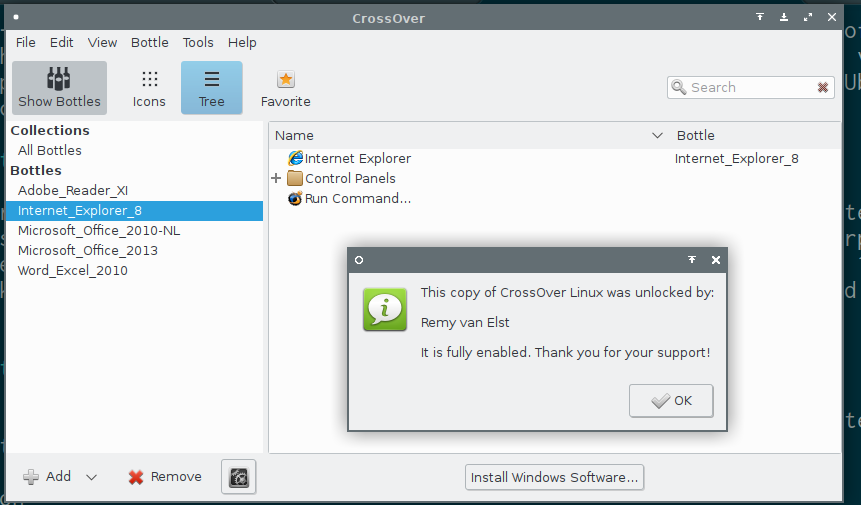 CrossOver
File Edit View Bottle Tools Help
Show Bottles Icons Tree Favorite Search
Collections
All Bottles
Bottles
Adobe_Reader_XI
Internet_Explorer_8
Microsoft_Office_2010-NL
Microsoft_Office_2013
Word_Excel_2010
Name Bottle
Internet Explorer Internet_Explorer_8
Control Panels
Run Command...
This copy of CrossOver Linux was unlocked by:
Remy van Elst
It is fully enabled. Thank you for your support!
OK
Add Remove Install Windows Software...